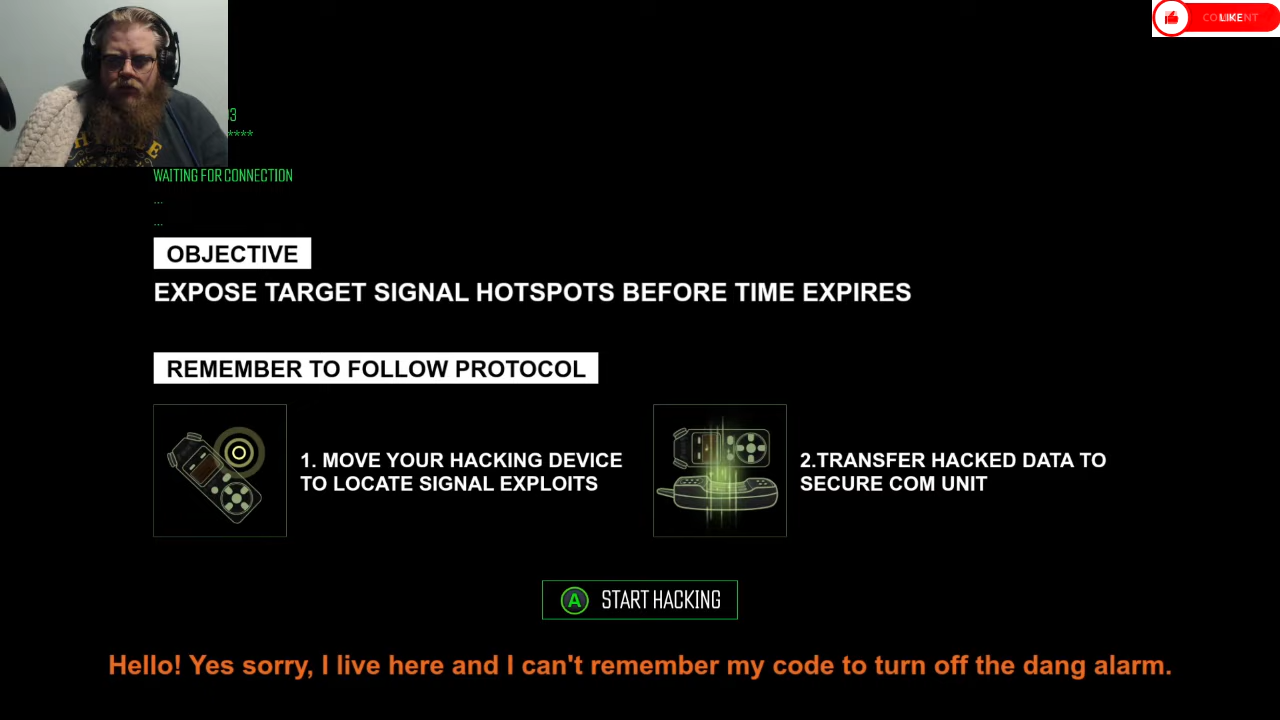 LIKE
3
****
WAITING FOR CONNECTION
...
...
OBJECTIVE
EXPOSE TARGET SIGNAL HOTSPOTS BEFORE TIME EXPIRES
REMEMBER TO FOLLOW PROTOCOL
1. MOVE YOUR HACKING DEVICE
TO LOCATE SIGNAL EXPLOITS
2.TRANSFER HACKED DATA TO
SECURE COM UNIT
A START HACKING
Hello! Yes sorry, I live here and I can't remember my code to turn off the dang alarm.